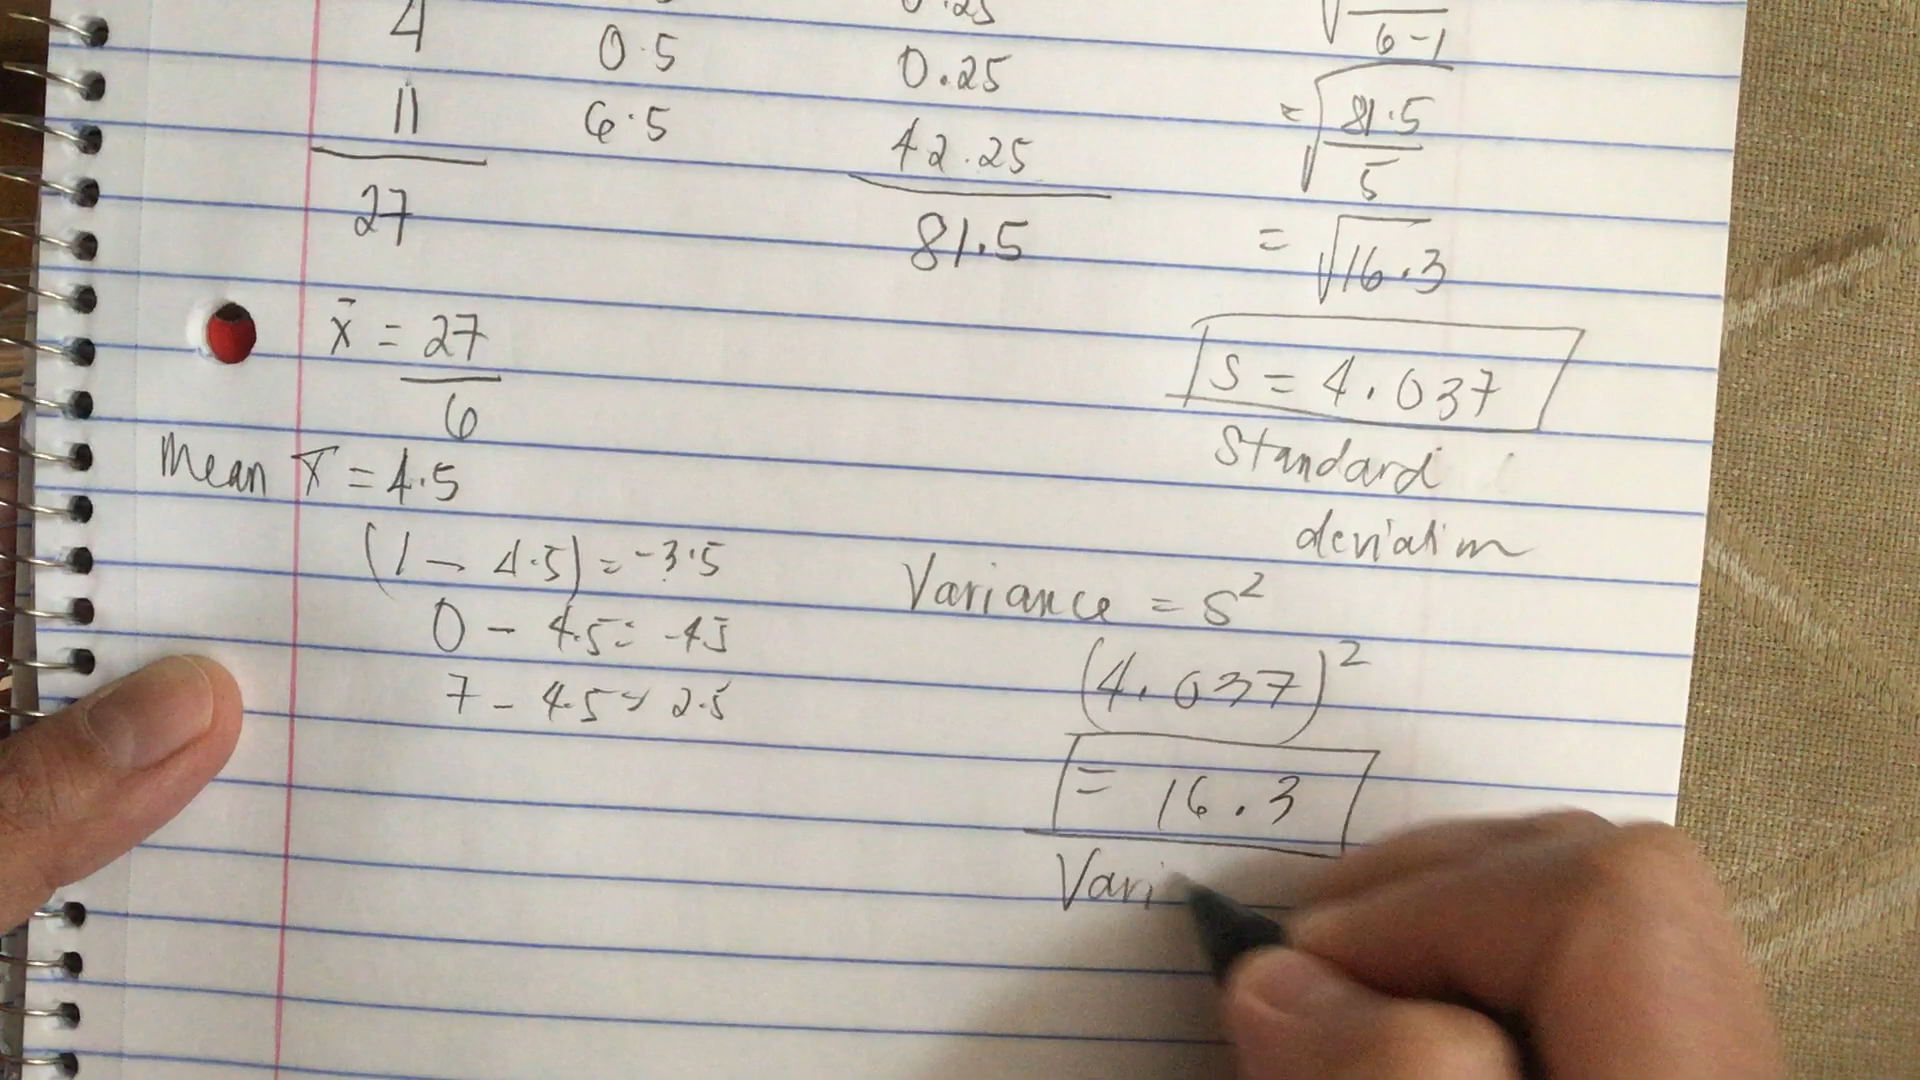 4 0.5 0.25
11 6.5 42.25
27 81.5
√ 6-1
= √81.5/5
= √16.3
S = 4.037
Standard
deviation
x̄ = 27/6
Mean x̄ = 4.5
(1 - 4.5) = -3.5
0 - 4.5 = -4.5
7 - 4.5 = 2.5
Variance = S²
(4.037)²
= 16.3
Vari